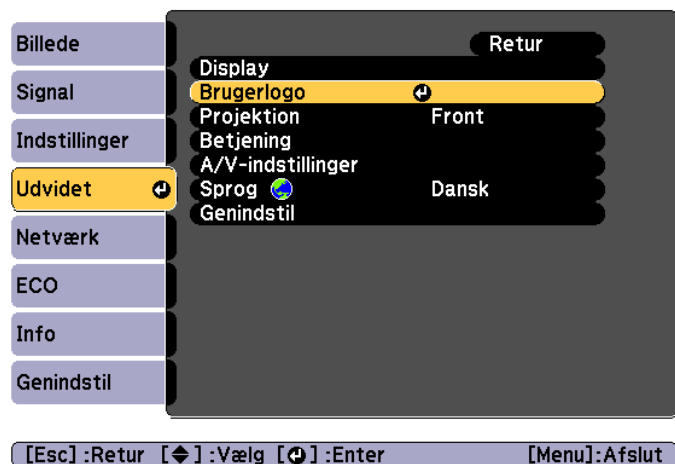 Billede
Signal
Indstillinger
Udvidet
Netværk
ECO
Info
Genindstil
Retur
Display
Brugerlogo
Projektion Front
Betjening
A/V-indstillinger
Sprog Dansk
Genindstil
[Esc] :Retur [◆] :Vælg [⏎] :Enter [Menu]:Afslut